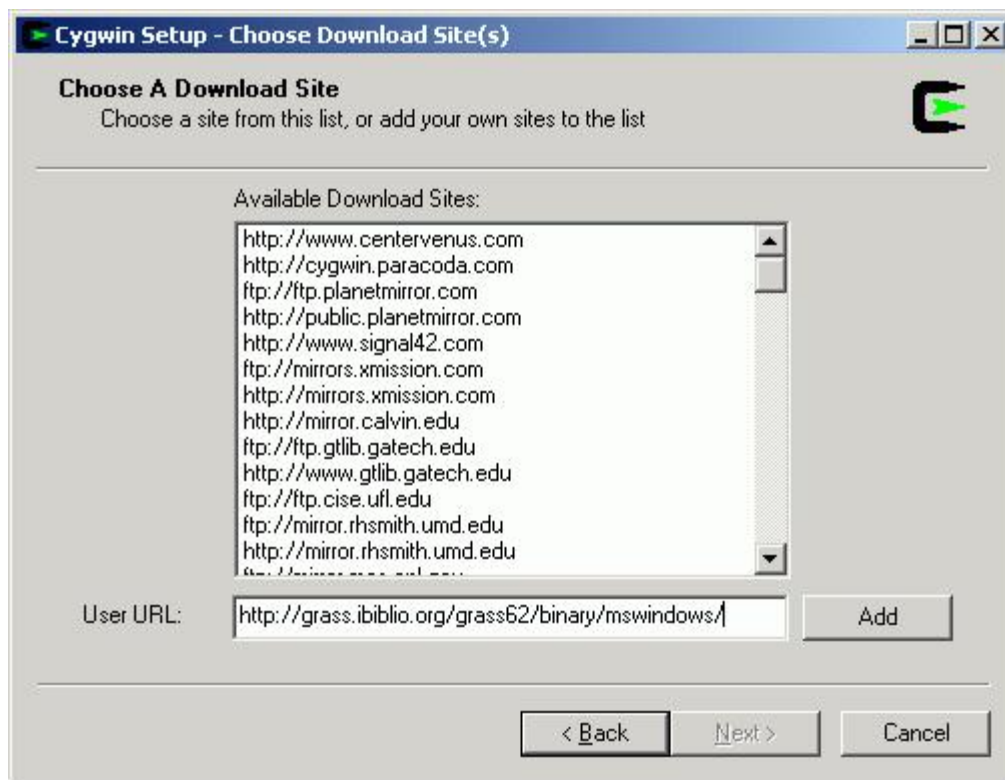 Cygwin Setup - Choose Download Site(s)
Choose A Download Site
Choose a site from this list, or add your own sites to the list
Available Download Sites:
http://www.centervenus.com
http://cygwin.paracoda.com
ftp://ftp.planetmirror.com
http://public.planetmirror.com
http://www.signal42.com
ftp://mirrors.xmission.com
http://mirrors.xmission.com
http://mirror.calvin.edu
ftp://ftp.gtlib.gatech.edu
http://www.gtlib.gatech.edu
ftp://ftp.cise.ufl.edu
ftp://mirror.rhsmith.umd.edu
http://mirror.rhsmith.umd.edu
User URL: http://grass.ibiblio.org/grass62/binary/mswindows/ Add
< Back Next > Cancel